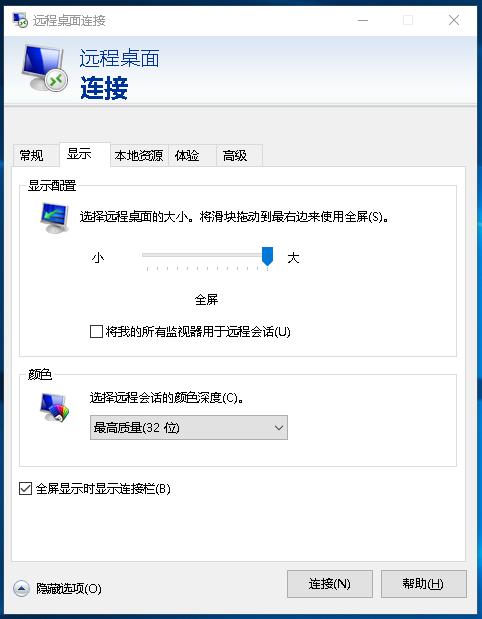 远程桌面连接
远程桌面
连接
常规 显示 本地资源 体验 高级
显示配置
选择远程桌面的大小。将滑块拖动到最右边来使用全屏(S)。
小 大
全屏
将我的所有监视器用于远程会话(U)
颜色
选择远程会话的颜色深度(C)。
最高质量(32 位)
全屏显示时显示连接栏(B)
隐藏选项(O) 连接(N) 帮助(H)